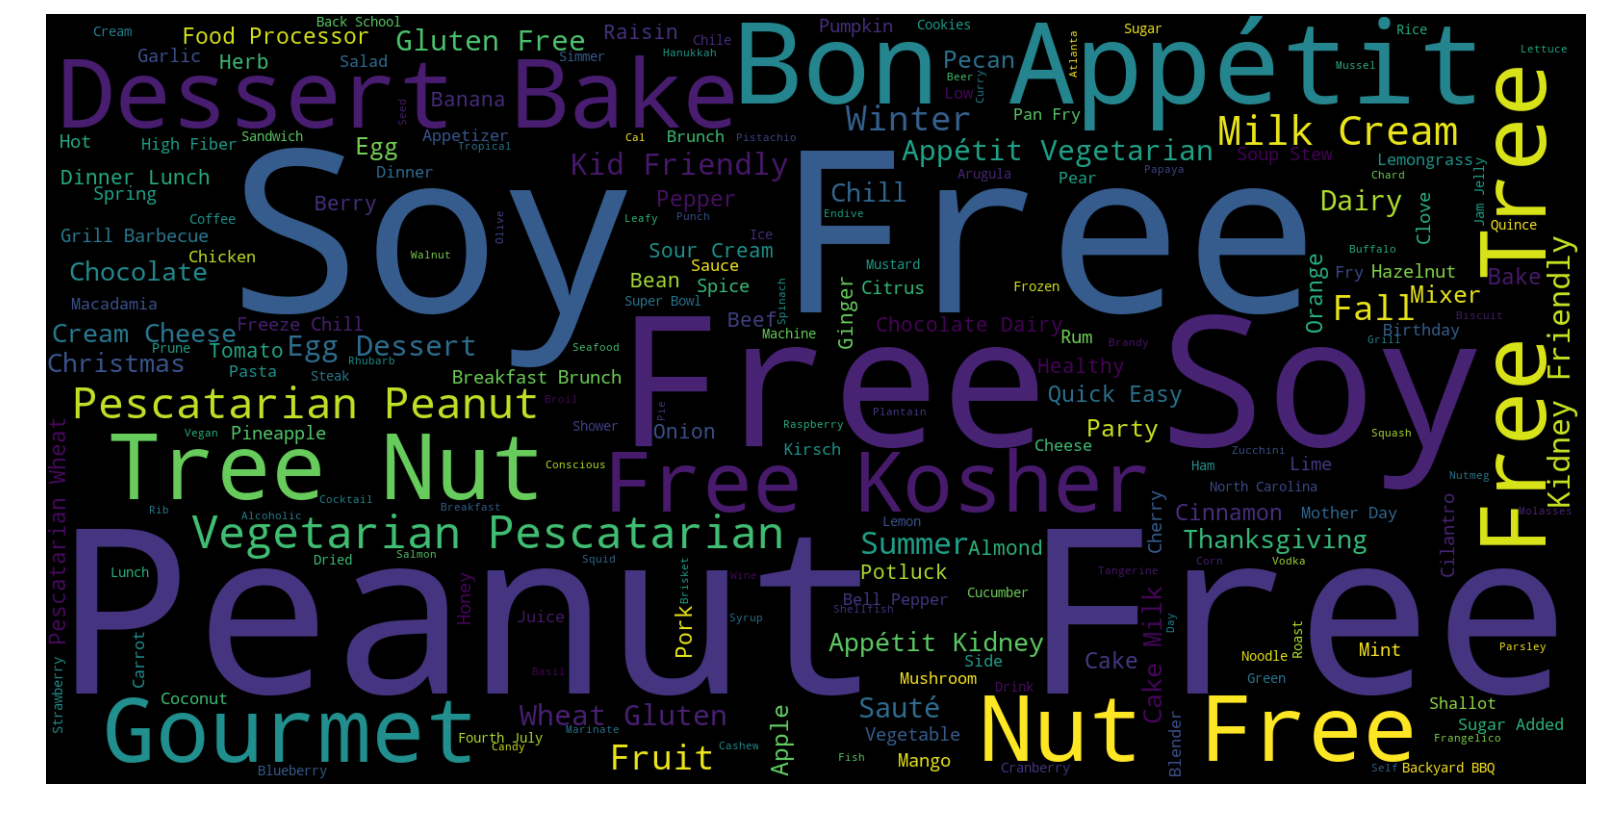 Cream
Back School
Food Processor
Gluten Free
Raisin
Chile
Bon Appétit
Pumpkin
Cookies
Sugar
Rice
Lettuce
Garlic
Herb
Salad
Simmer
Hanukkah
Pecan
Atlanta
Mussel
Dessert Bake
Banana
Seed
Beer
Curry
Low
Winter
Pan Fry
Milk Cream
Free Tree
Hot
High Fiber
Sandwich
Egg
Appetizer
Tropical
Cal
Brunch
Pistachio
Appétit Vegetarian
Soup Stew
Lemongrass
Dinner Lunch
Spring
Dinner
Kid Friendly
Arugula
Pear
Papaya
Chard
Jam Jelly
Soy Free
Berry
Pepper
Chill
Dairy
Clove
Coffee
Olive
Leafy
Punch
Endive
Quince
Grill Barbecue
Chicken
Walnut
Ice
Sour Cream
Buffalo
Chocolate
Sauce
Mustard
Orange
Fry
Hazelnut
Bake
Kidney Friendly
Bean
Spice
Spinach
Citrus
Frozen
Macadamia
Super Bowl
Fall
Mixer
Cream Cheese
Freeze Chill
Beef
Machine
Ginger
Chocolate Dairy
Rum
Brandy
Birthday
Biscuit
Grill
Prune
Tomato
Egg Dessert
Seafood
Free Soy
Christmas
Pasta
Rhubarb
Steak
Breakfast Brunch
Healthy
Pescatarian Peanut
Broil
Pie
Quick Easy
Plantain
Vegan
Pineapple
Shower
Onion
Raspberry
Party
Squash
Tree Nut
Kirsch
Cheese
Zucchini
Pescatarian Wheat
Conscious
Free Kosher
Ham
Lime
Nutmeg
Cocktail
North Carolina
Rib
Alcoholic
Breakfast
Lemon
Cherry
Cinnamon
Mother Day
Cilantro
Molasses
Vegetarian Pescatarian
Summer
Almond
Thanksgiving
Dried
Salmon
Squid
Brisket
Corn
Vodka
Lunch
Peanut Free
Wine
Potluck
Tangerine
Honey
Bell Pepper
Cucumber
Shellfish
Juice
Syrup
Cake Milk
Day
Carrot
Pork
Appétit Kidney
Roast
Mint
Parsley
Strawberry
Basil
Side
Cake
Noodle
Mushroom
Drink
Green
Coconut
Gourmet
Wheat Gluten
Apple
Sauté
Nut Free
Shallot
Marinate
Vegetable
Blender
Sugar Added
Fourth July
Candy
Cashew
Frangelico
Blueberry
Fruit
Fish
Mango
Cranberry
Self
Backyard BBQ